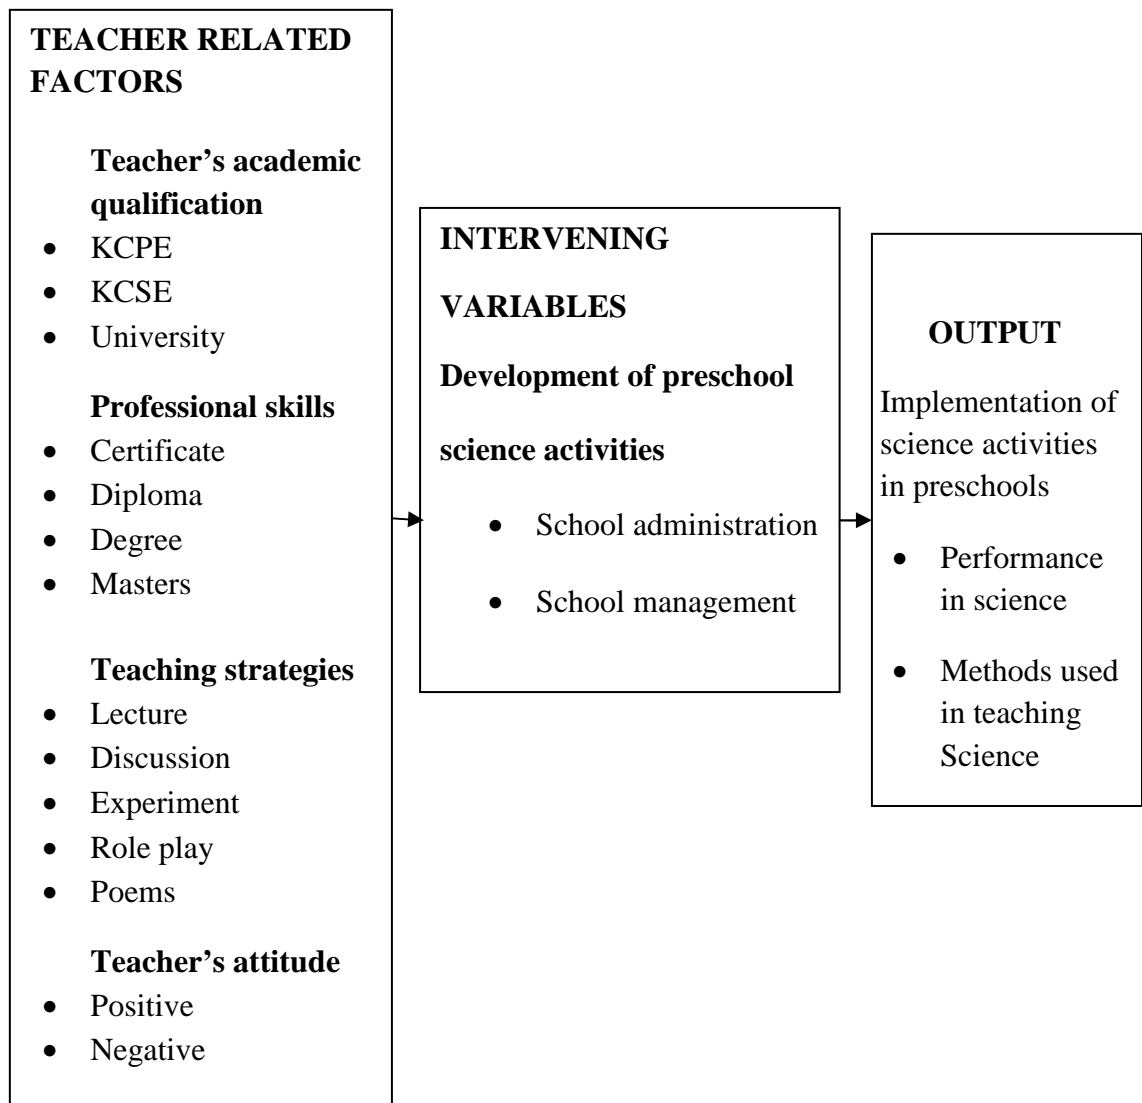 TEACHER RELATED
FACTORS
Teacher’s academic
qualification
• KCPE
• KCSE
• University
Professional skills
• Certificate
• Diploma
• Degree
• Masters
Teaching strategies
• Lecture
• Discussion
• Experiment
• Role play
• Poems
Teacher’s attitude
• Positive
• Negative
INTERVENING
VARIABLES
Development of preschool
science activities
• School administration
• School management
OUTPUT
Implementation of
science activities
in preschools
• Performance
in science
• Methods used
in teaching
Science